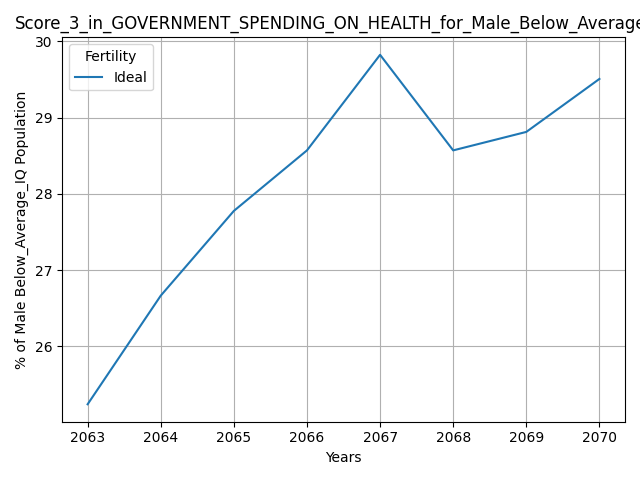 Score_3_in_GOVERNMENT_SPENDING_ON_HEALTH_for_Male_Below_Average
30
29
28
27
26
% of Male Below_Average_IQ Population
Fertility
Ideal
2063 2064 2065 2066 2067 2068 2069 2070
Years